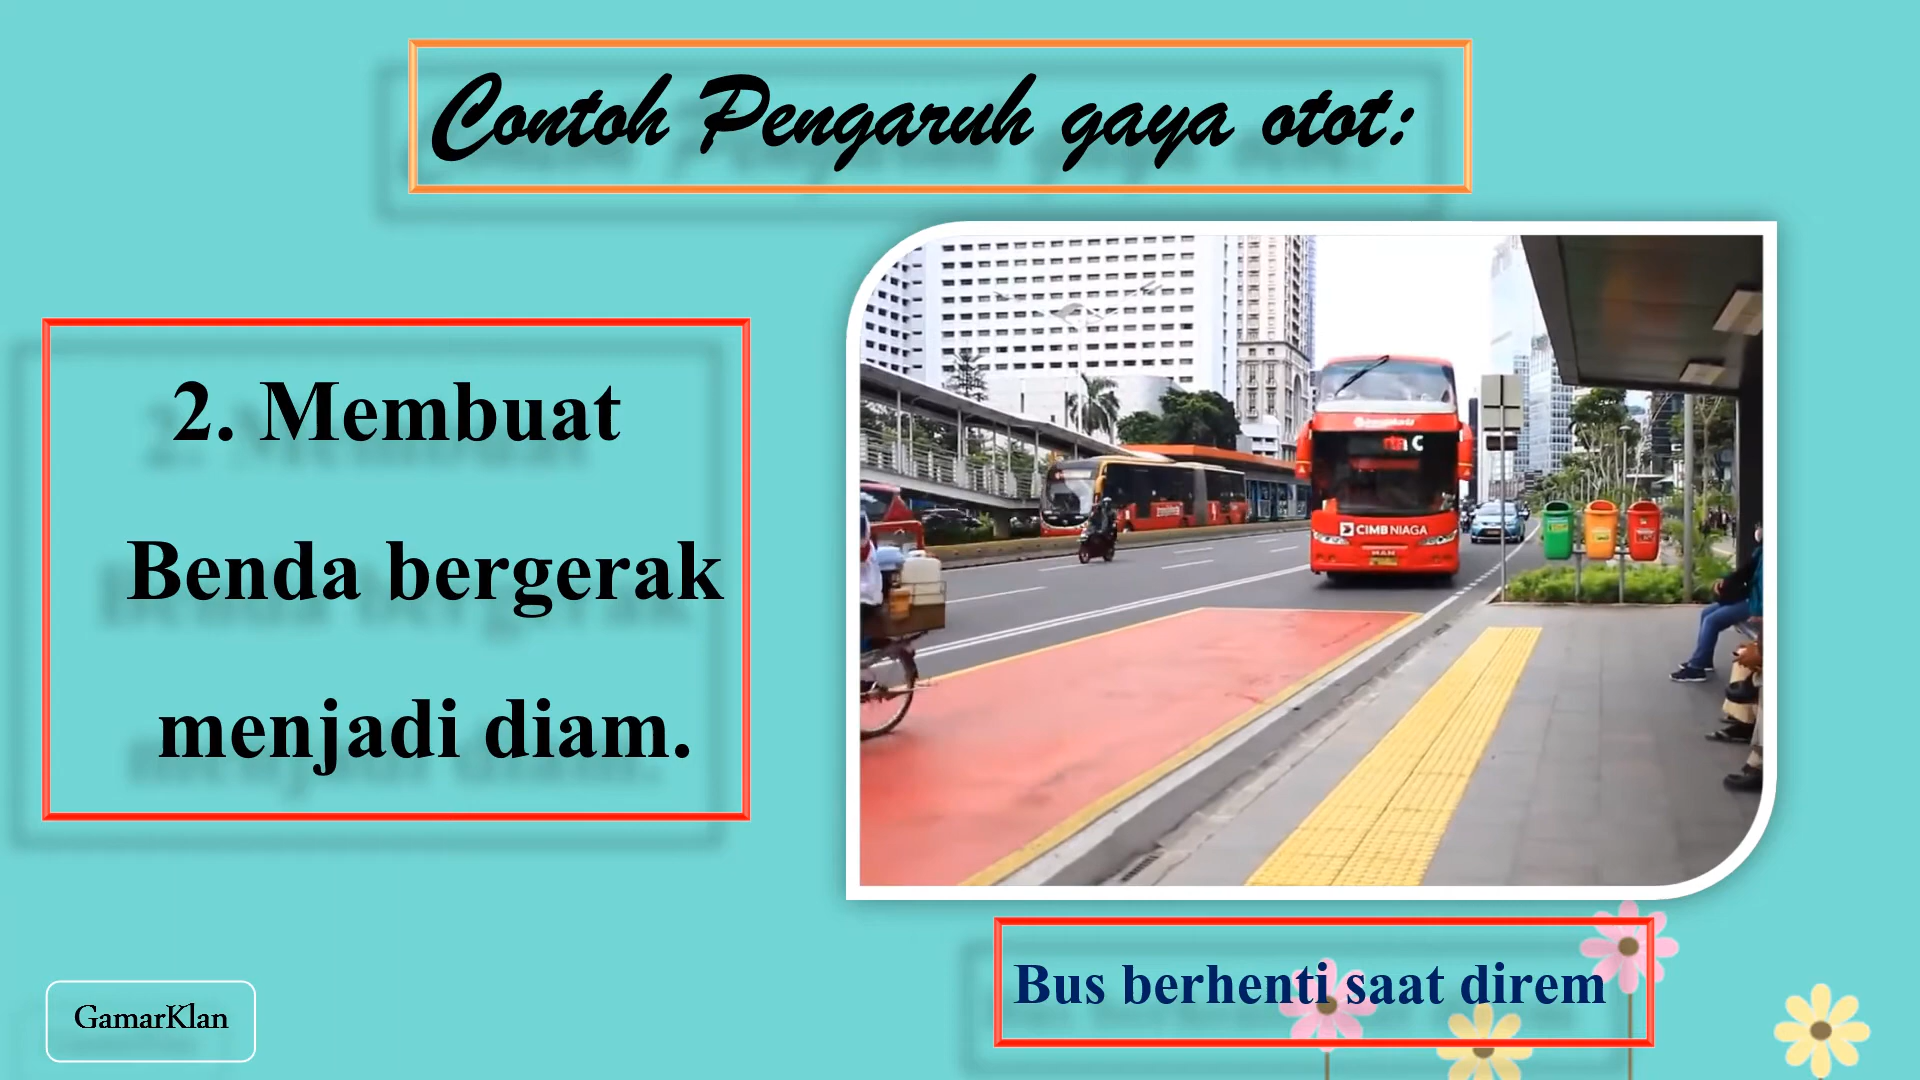 Contoh Pengaruh gaya otot:
2. Membuat
Benda bergerak
menjadi diam.
CIMB NIAGA
Bus berhenti saat direm
GamarKlan